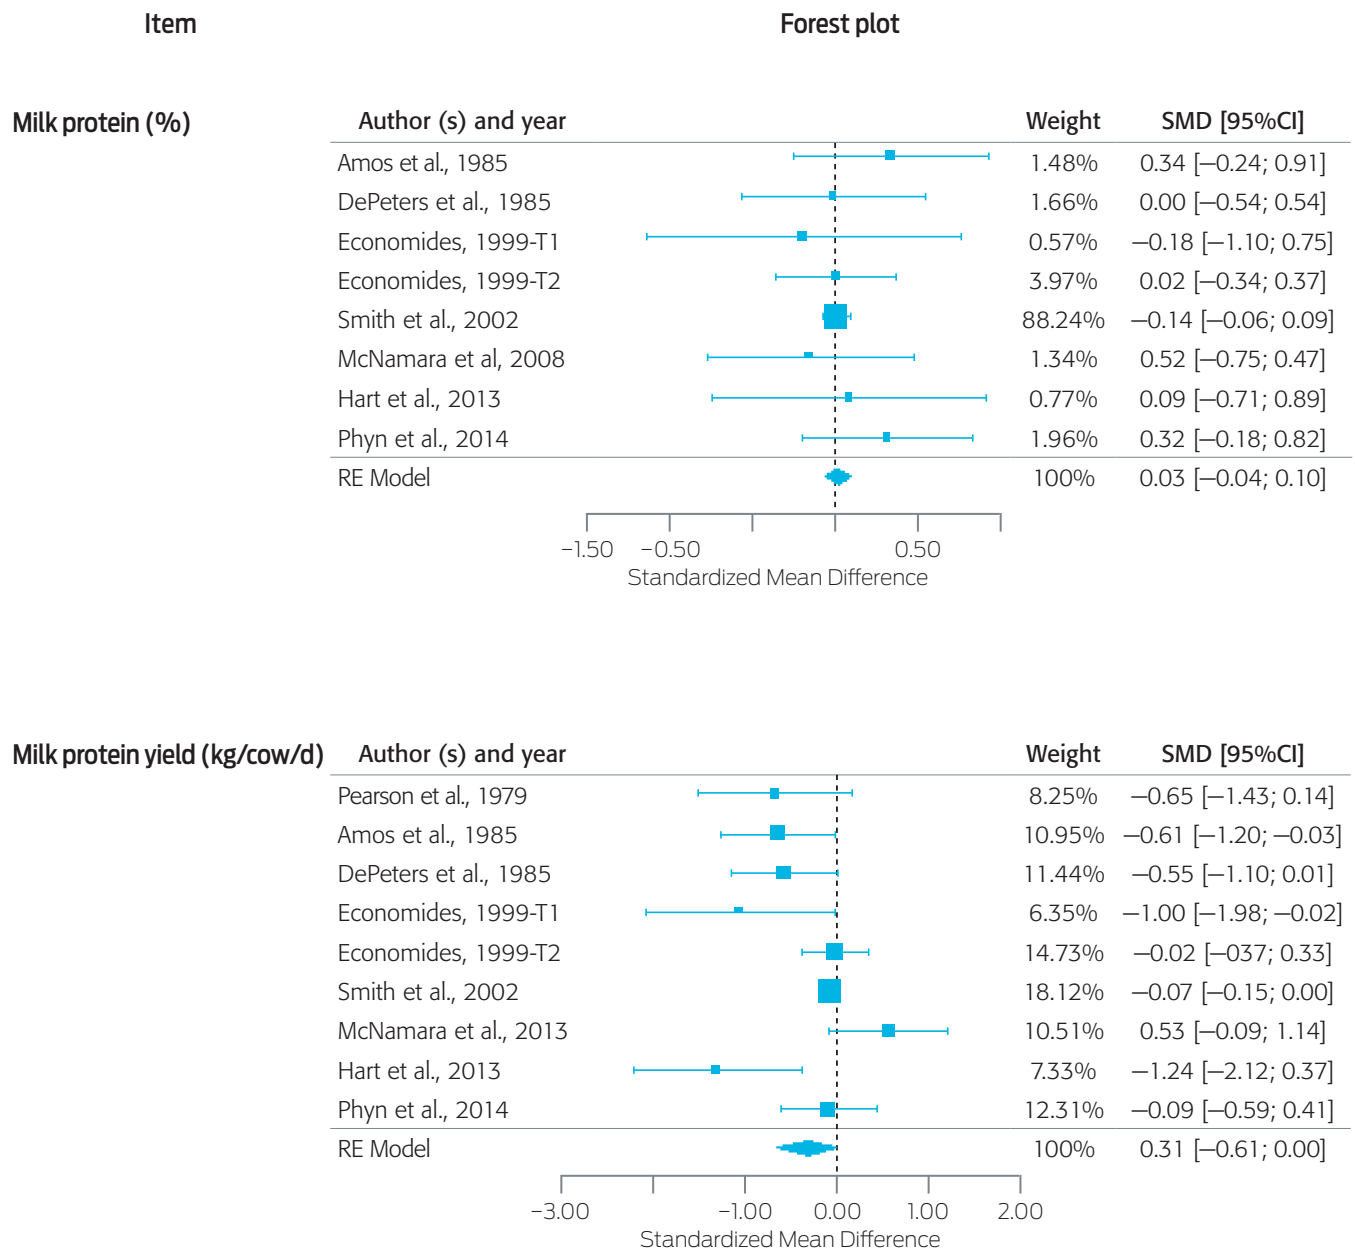 Item Forest plot
Milk protein (%) Author (s) and year Weight SMD [95%CI]
Amos et al., 1985 1.48% 0.34 [−0.24; 0.91]
DePeters et al., 1985 1.66% 0.00 [−0.54; 0.54]
Economides, 1999-T1 0.57% −0.18 [−1.10; 0.75]
Economides, 1999-T2 3.97% 0.02 [−0.34; 0.37]
Smith et al., 2002 88.24% −0.14 [−0.06; 0.09]
McNamara et al, 2008 1.34% 0.52 [−0.75; 0.47]
Hart et al., 2013 0.77% 0.09 [−0.71; 0.89]
Phyn et al., 2014 1.96% 0.32 [−0.18; 0.82]
RE Model 100% 0.03 [−0.04; 0.10]
−1.50 −0.50 0.50
Standardized Mean Difference
Milk protein yield (kg/cow/d) Author (s) and year Weight SMD [95%CI]
Pearson et al., 1979 8.25% −0.65 [−1.43; 0.14]
Amos et al., 1985 10.95% −0.61 [−1.20; −0.03]
DePeters et al., 1985 11.44% −0.55 [−1.10; 0.01]
Economides, 1999-T1 6.35% −1.00 [−1.98; −0.02]
Economides, 1999-T2 14.73% −0.02 [−037; 0.33]
Smith et al., 2002 18.12% −0.07 [−0.15; 0.00]
McNamara et al., 2013 10.51% 0.53 [−0.09; 1.14]
Hart et al., 2013 7.33% −1.24 [−2.12; 0.37]
Phyn et al., 2014 12.31% −0.09 [−0.59; 0.41]
RE Model 100% 0.31 [−0.61; 0.00]
−3.00 −1.00 0.00 1.00 2.00
Standardized Mean Difference